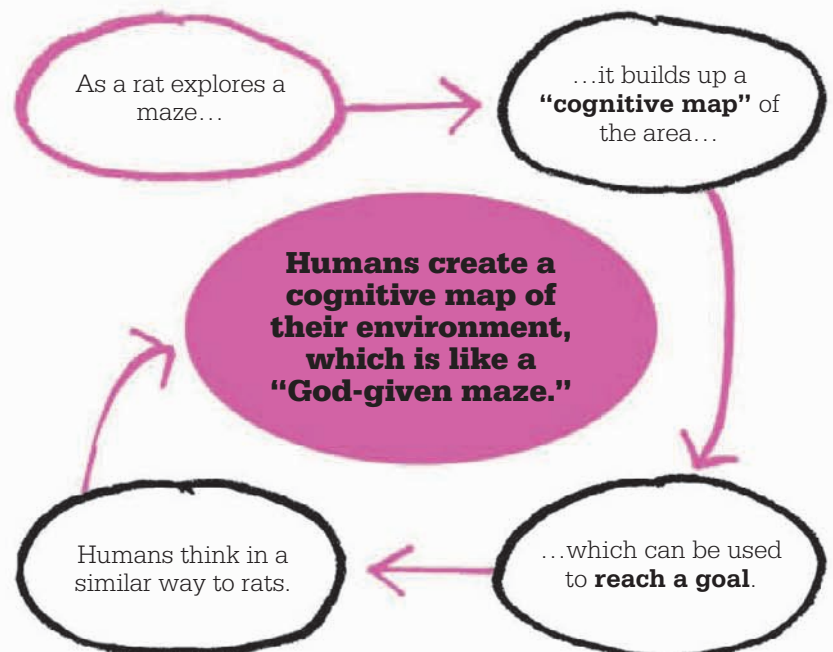 As a rat explores a
maze…
…it builds up a
“cognitive map” of
the area…
…which can be used
to reach a goal.
Humans think in a
similar way to rats.
Humans create a
cognitive map of
their environment,
which is like a
“God-given maze.”